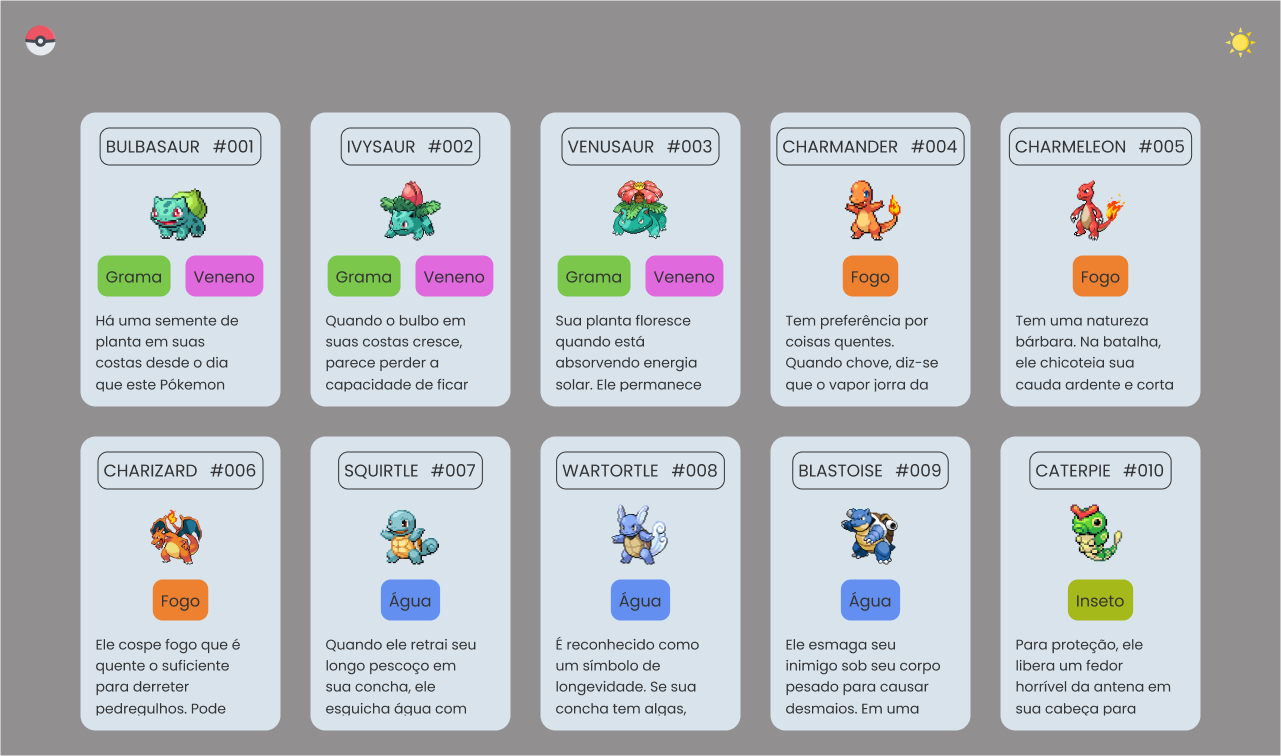 BULBASAUR #001
Grama Veneno
Há uma semente de
planta em suas
costas desde o dia
que este Pókemon
IVYSAUR #002
Grama Veneno
Quando o bulbo em
suas costas cresce,
parece perder a
capacidade de ficar
VENUSAUR #003
Grama Veneno
Sua planta floresce
quando está
absorvendo energia
solar. Ele permanece
CHARMANDER #004
Fogo
Tem preferência por
coisas quentes.
Quando chove, diz-se
que o vapor jorra da
CHARMELEON #005
Fogo
Tem uma natureza
bárbara. Na batalha,
ele chicoteia sua
cauda ardente e corta
CHARIZARD #006
Fogo
Ele cospe fogo que é
quente o suficiente
para derreter
pedregulhos. Pode
SQUIRTLE #007
Água
Quando ele retrai seu
longo pescoço em
sua concha, ele
esguicha água com
WARTORTLE #008
Água
É reconhecido como
um símbolo de
longevidade. Se sua
concha tem algas,
BLASTOISE #009
Água
Ele esmaga seu
inimigo sob seu corpo
pesado para causar
desmaios. Em uma
CATERPIE #010
Inseto
Para proteção, ele
libera um fedor
horrível da antena em
sua cabeça para